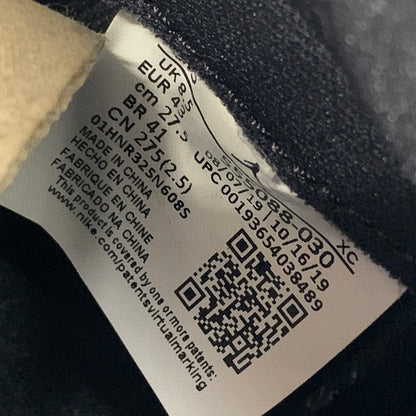 UK 8.5
EUR 43
cm 27.5
BR 41
CN 275(2.5)
01HNR325N608S
MADE IN CHINA
HECHO EN CHINA
FABRIQUE EN CHINE
FABRICADO NA CHINA
This product is covered by one or more patents:
www.nike.com/patentsvirtualmarking
088 030 XC
08/07/19 | 10/16/19
UPC 00193654038489